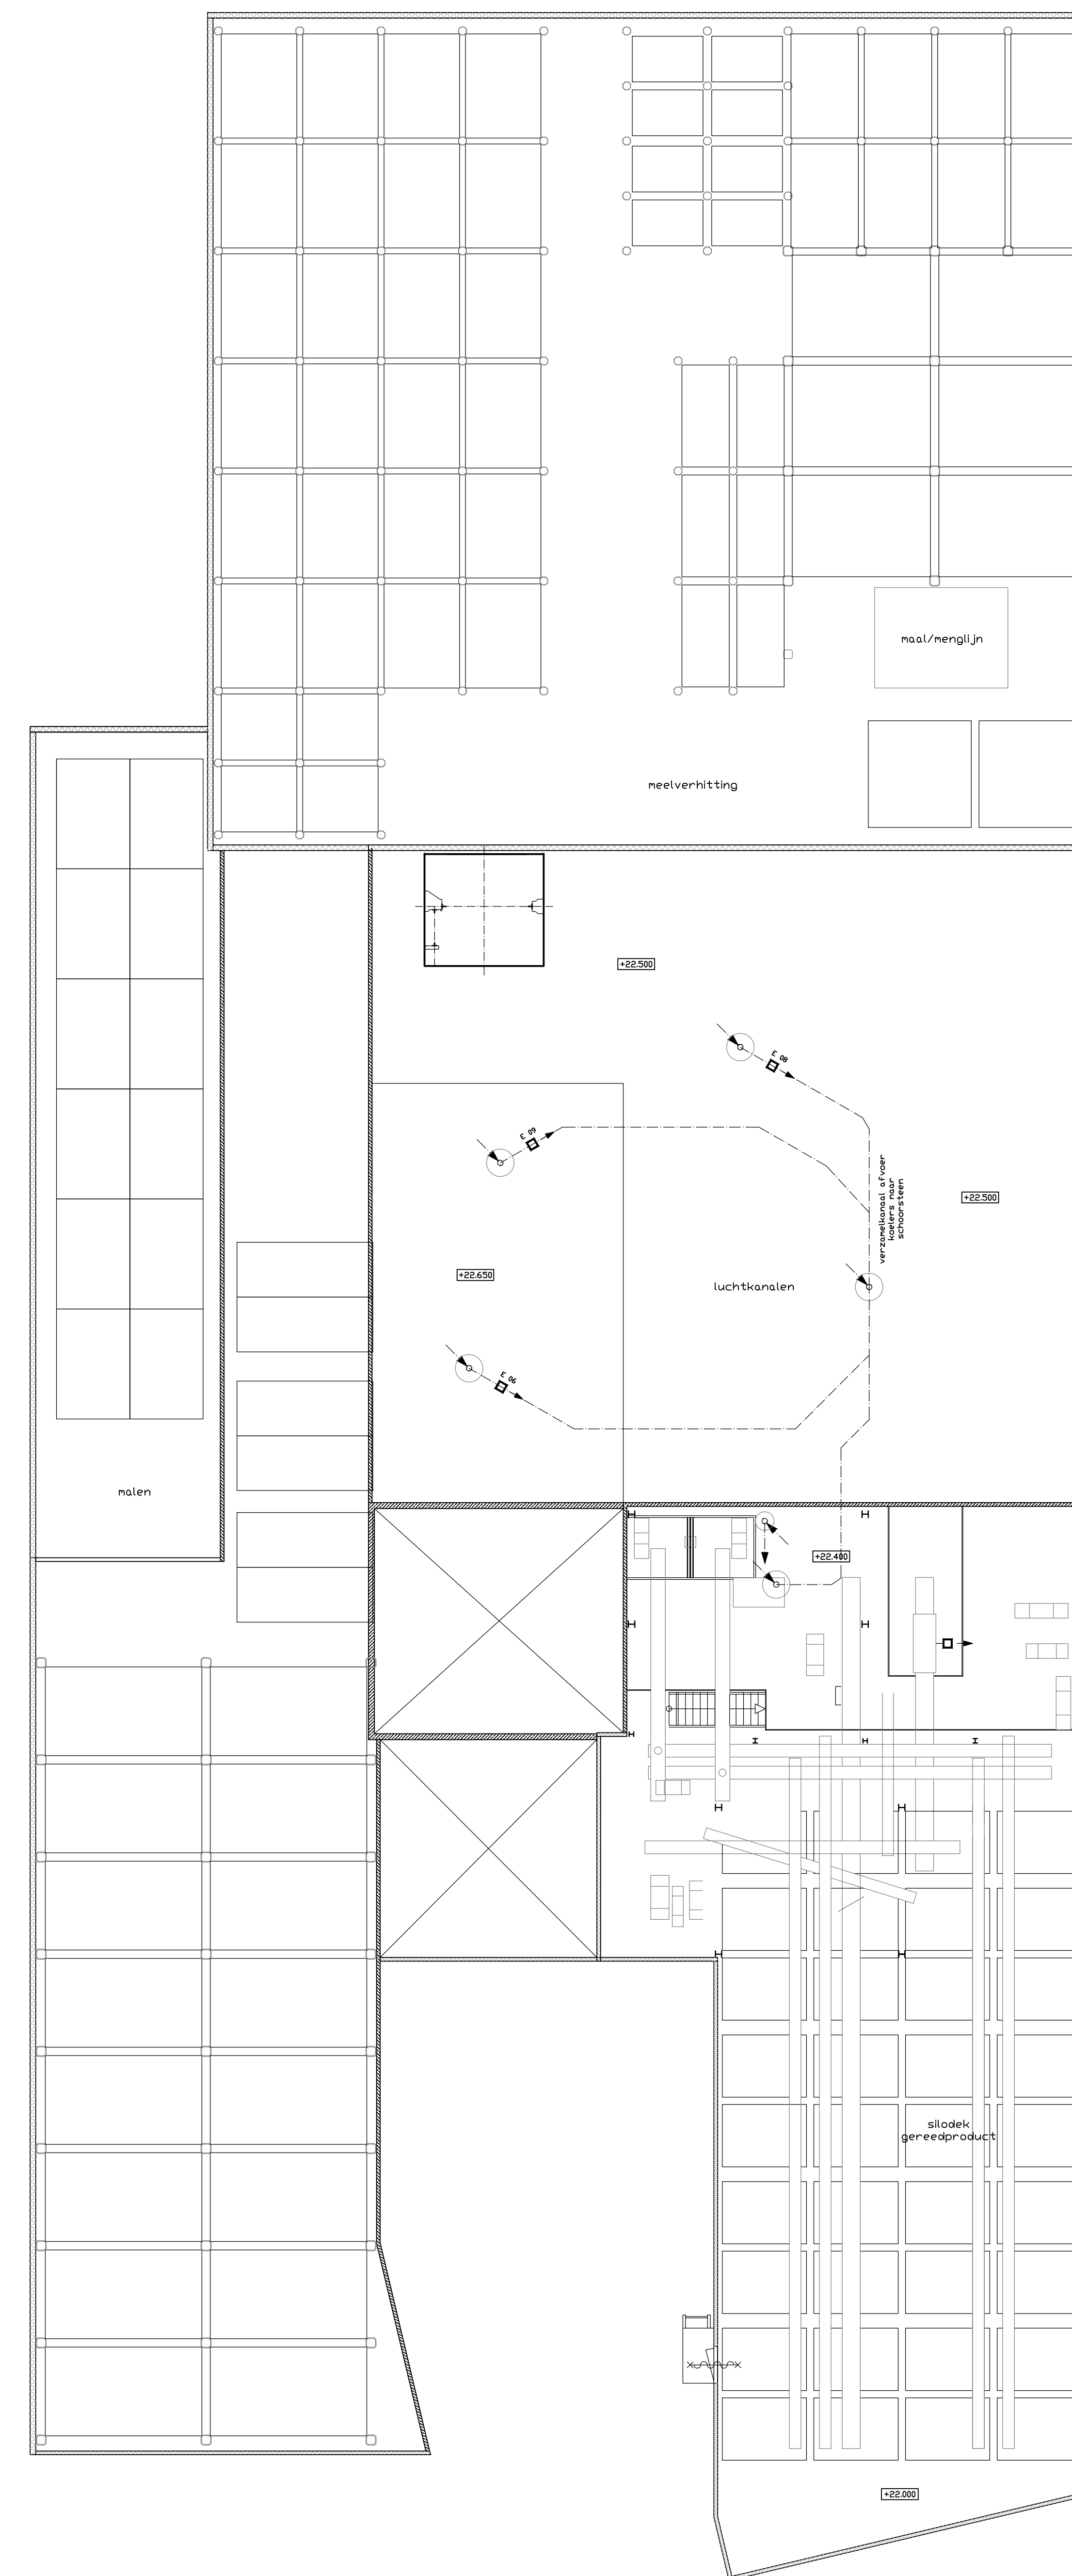 maal/menglijn
meelverhitting
+22.500
E 08
E 09
verzamelkanaal afvoer
koelers naar
schoorsteen
+22.500
+22.650
luchtkanalen
E 06
malen
+22.400
silodek
gereedproduct
+22.000